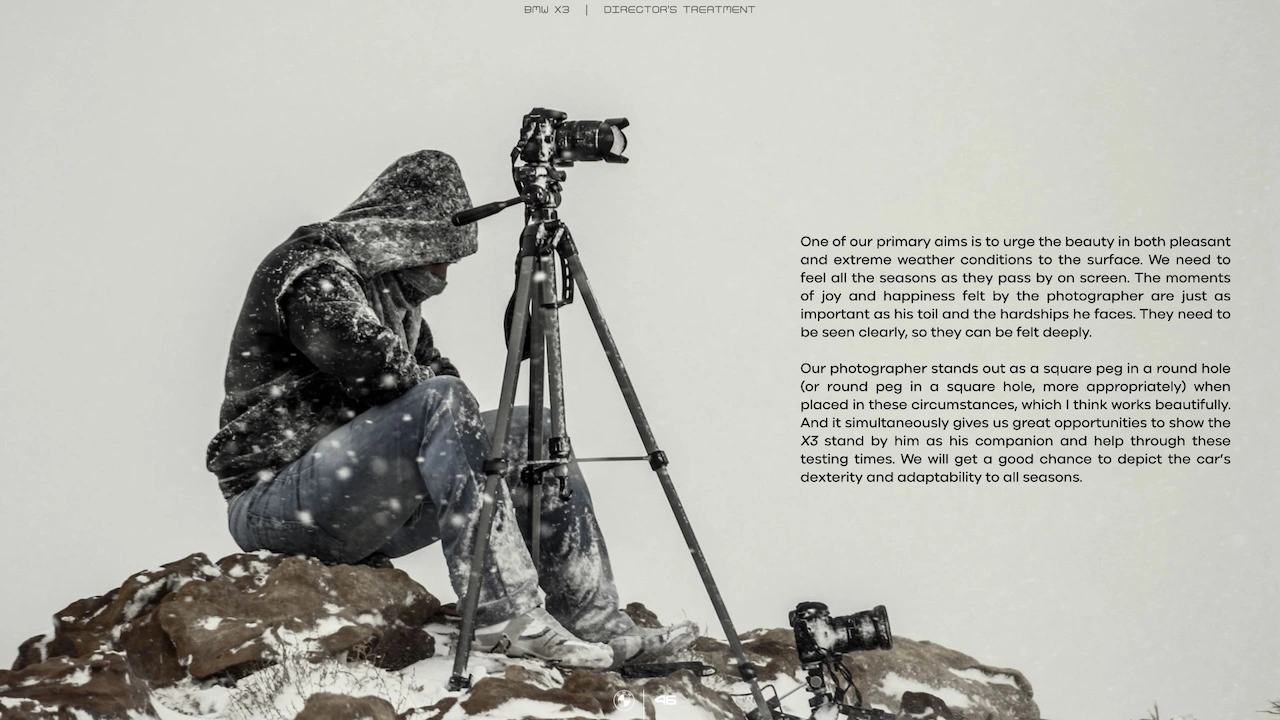 BMW X3 | DIRECTOR'S TREATMENT
One of our primary aims is to urge the beauty in both pleasant
and extreme weather conditions to the surface. We need to
feel all the seasons as they pass by on screen. The moments
of joy and happiness felt by the photographer are just as
important as his toil and the hardships he faces. They need to
be seen clearly, so they can be felt deeply.
Our photographer stands out as a square peg in a round hole
(or round peg in a square hole, more appropriately) when
placed in these circumstances, which I think works beautifully.
And it simultaneously gives us great opportunities to show the
X3 stand by him as his companion and help through these
testing times. We will get a good chance to depict the car's
dexterity and adaptability to all seasons.